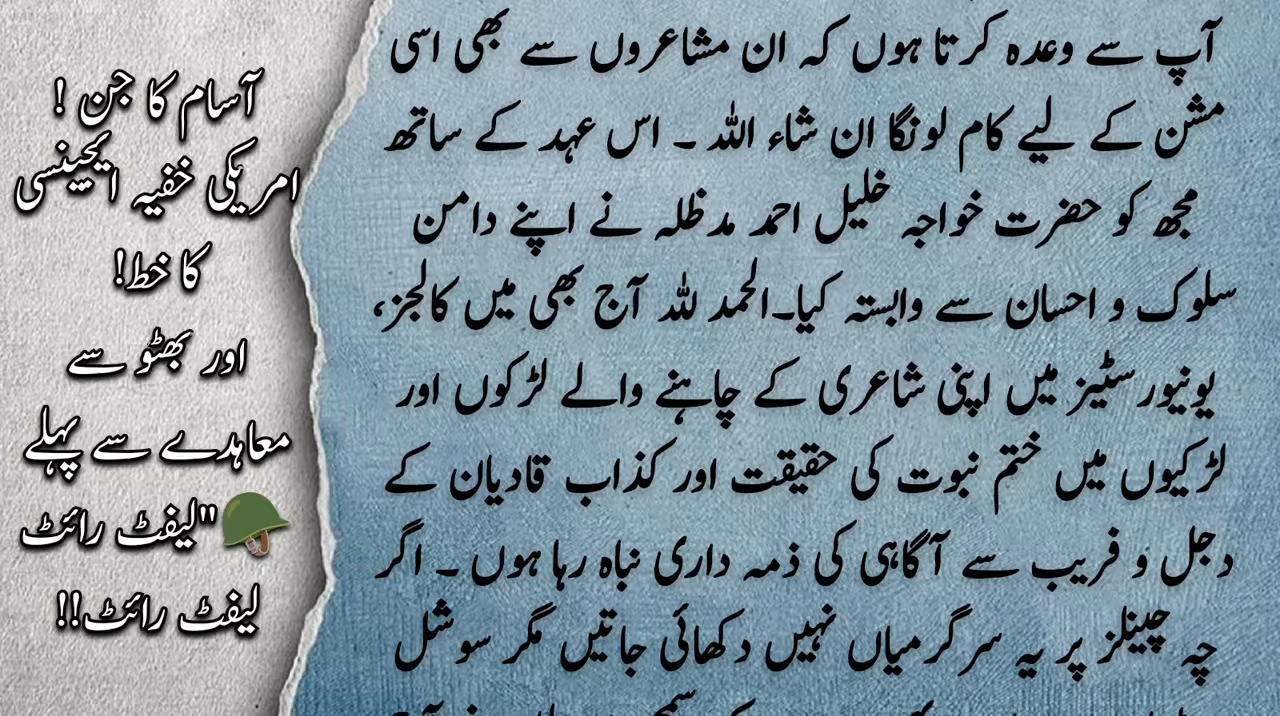 آپ سے وعدہ کرتا ہوں کہ ان مشاعروں سے بھی اسی
مشن کے لیے کام لونگا ان شاء اللہ ۔ اس عہد کے ساتھ
مجھ کو حضرت خواجہ خلیل احمد مدظلہ نے اپنے دامن
سلوک و احسان سے وابستہ کیا۔الحمد للہ آج بھی میں کالجز،
یونیورسٹیز میں اپنی شاعری کے چاہنے والے لڑکوں اور
لڑکیوں میں ختم نبوت کی حقیقت اور کذاب قادیان کے
دجل و فریب سے آگاہی کی ذمہ داری نباہ رہا ہوں ۔ اگر
چہ چینلز پر یہ سرگرمیاں نہیں دکھائی جاتیں مگر سوشل
آسام کا جن !
امریکی خفیہ ایجینسی
کا خط!
اور بھٹو سے
معاہدے سے پہلے
"لیفٹ رائٹ
لیفٹ رائٹ!!